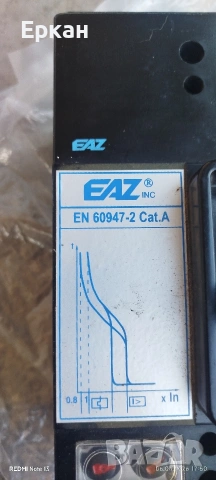 Еркан
EAZ
EAZ®
INC
EN 60947-2 Cat.A
1
0.8 1 I> x In
REDMI Note 13